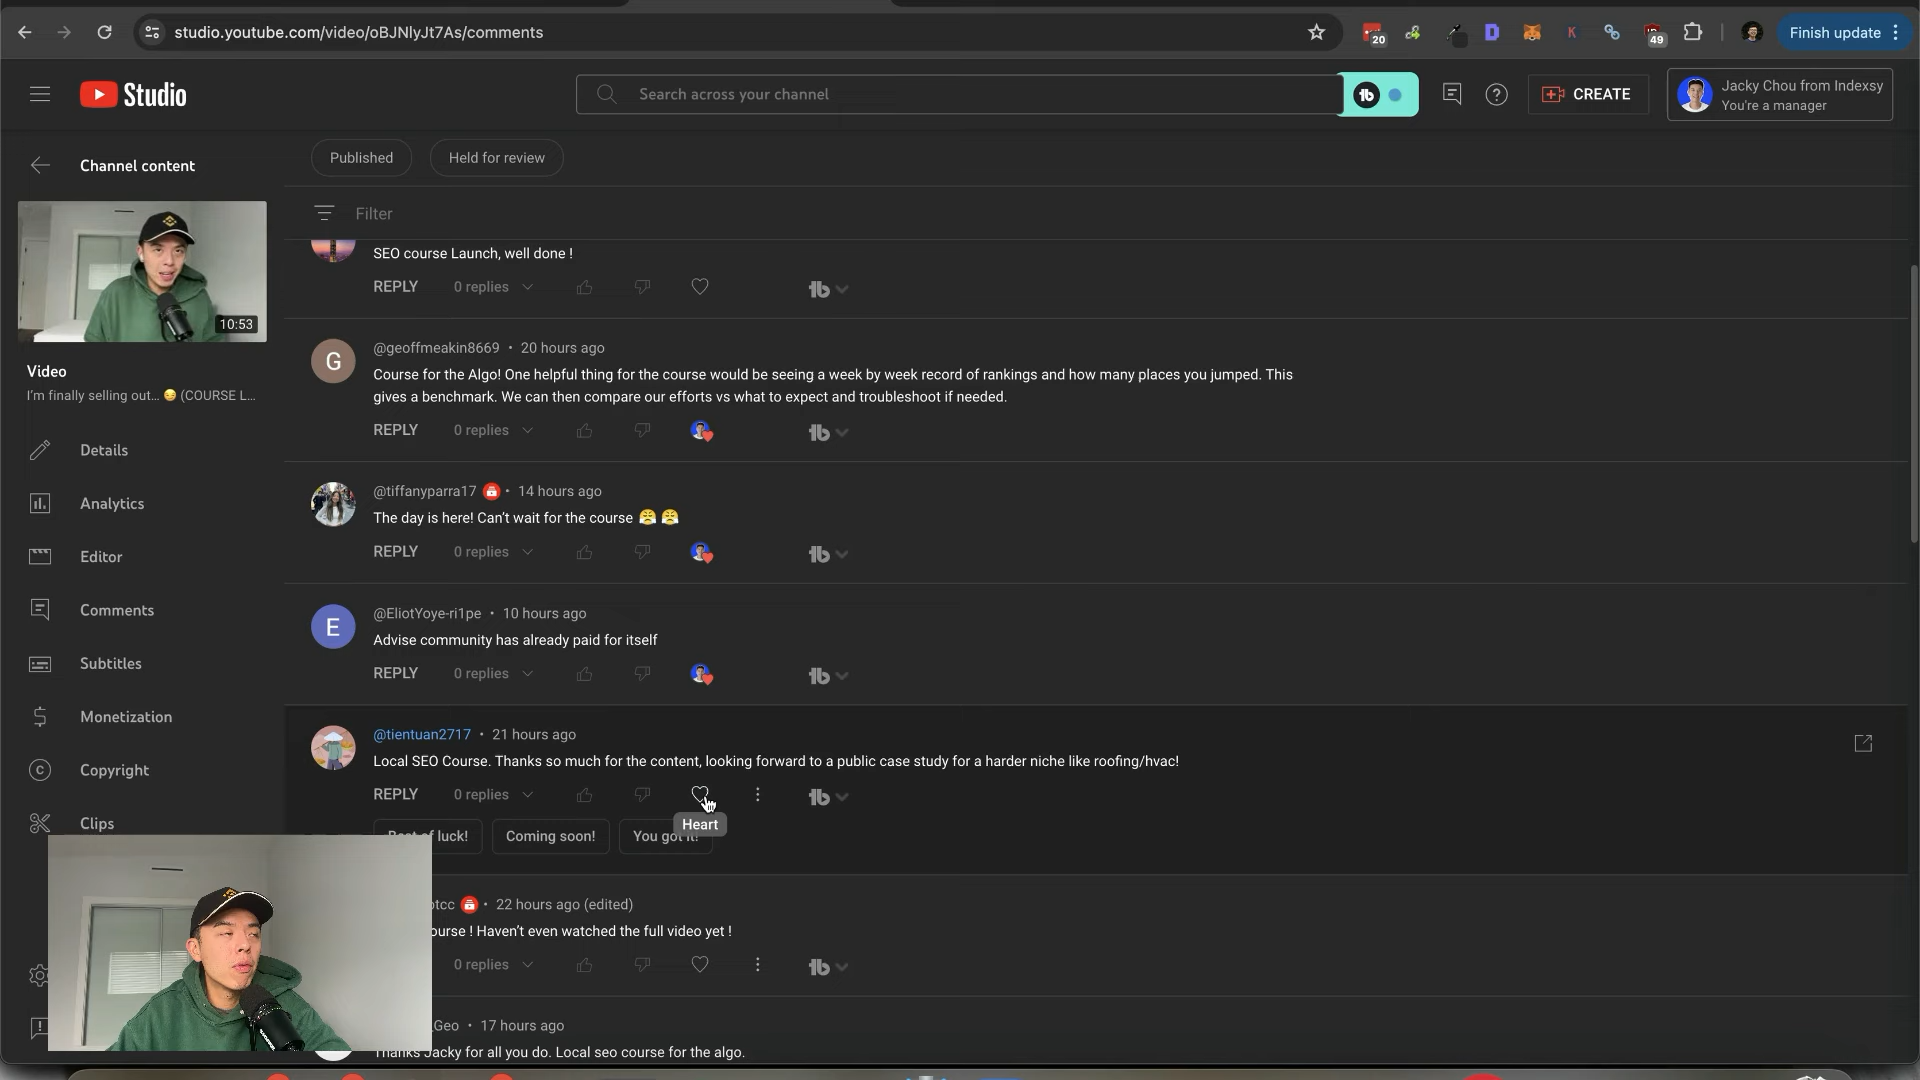 studio.youtube.com/video/oBJNlyJt7As/comments
20
49
Finish update
Studio
Search across your channel
CREATE
Jacky Chou from Indexsy
You're a manager
Channel content
10:53
Video
I'm finally selling out... 😏 (COURSE L...
Details
Analytics
Editor
Comments
Subtitles
Monetization
Copyright
Clips
Published
Held for review
Filter
SEO course Launch, well done !
REPLY 0 replies
G
@geoffmeakin8669 • 20 hours ago
Course for the Algo! One helpful thing for the course would be seeing a week by week record of rankings and how many places you jumped. This
gives a benchmark. We can then compare our efforts vs what to expect and troubleshoot if needed.
REPLY 0 replies
@tiffanyparra17 • 14 hours ago
The day is here! Can't wait for the course 😤 😤
REPLY 0 replies
E
@EliotYoye-ri1pe • 10 hours ago
Advise community has already paid for itself
REPLY 0 replies
@tientuan2717 • 21 hours ago
Local SEO Course. Thanks so much for the content, looking forward to a public case study for a harder niche like roofing/hvac!
REPLY 0 replies
Heart
luck! Coming soon! You got it!
tcc • 22 hours ago (edited)
ourse ! Haven't even watched the full video yet !
0 replies
Geo • 17 hours ago
Thanks Jacky for all you do. Local seo course for the algo.